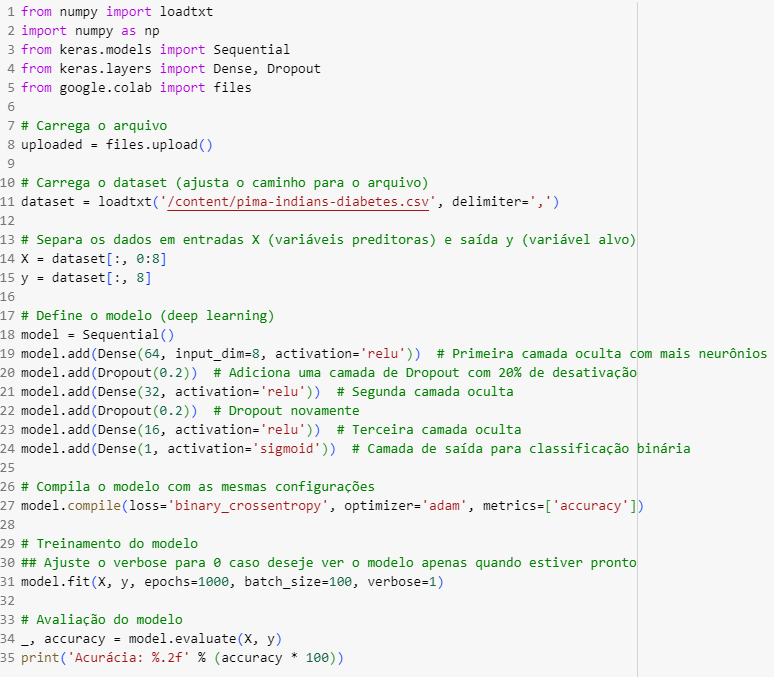 1 from numpy import loadtxt
2 import numpy as np
3 from keras.models import Sequential
4 from keras.layers import Dense, Dropout
5 from google.colab import files
6
7 # Carrega o arquivo
8 uploaded = files.upload()
9
10 # Carrega o dataset (ajusta o caminho para o arquivo)
11 dataset = loadtxt('/content/pima-indians-diabetes.csv', delimiter=',')
12
13 # Separa os dados em entradas X (variáveis preditoras) e saída y (variável alvo)
14 X = dataset[:, 0:8]
15 y = dataset[:, 8]
16
17 # Define o modelo (deep learning)
18 model = Sequential()
19 model.add(Dense(64, input_dim=8, activation='relu'))  # Primeira camada oculta com mais neurônios
20 model.add(Dropout(0.2))  # Adiciona uma camada de Dropout com 20% de desativação
21 model.add(Dense(32, activation='relu'))  # Segunda camada oculta
22 model.add(Dropout(0.2))  # Dropout novamente
23 model.add(Dense(16, activation='relu'))  # Terceira camada oculta
24 model.add(Dense(1, activation='sigmoid'))  # Camada de saída para classificação binária
25
26 # Compila o modelo com as mesmas configurações
27 model.compile(loss='binary_crossentropy', optimizer='adam', metrics=['accuracy'])
28
29 # Treinamento do modelo
30 ## Ajuste o verbose para 0 caso deseje ver o modelo apenas quando estiver pronto
31 model.fit(X, y, epochs=1000, batch_size=100, verbose=1)
32
33 # Avaliação do modelo
34 _, accuracy = model.evaluate(X, y)
35 print('Acurácia: %.2f' % (accuracy * 100))